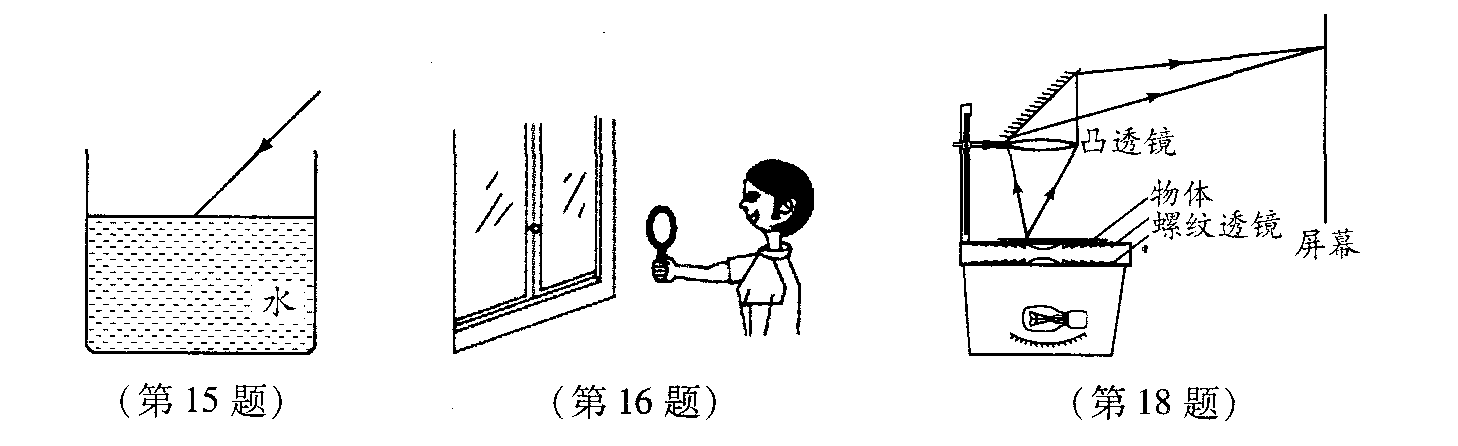 水
(第 15 题)
(第 16 题)
凸透镜
物体
螺纹透镜
屏幕
(第 18 题)